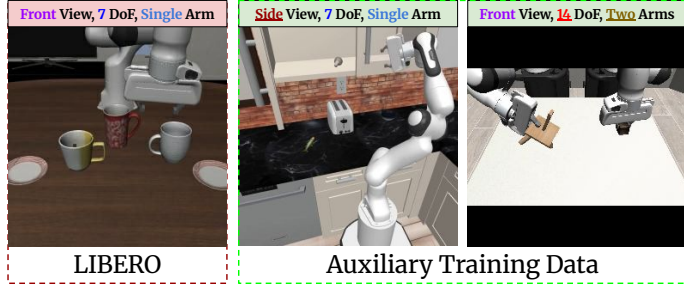 Front View, 7 DoF, Single Arm
Side View, 7 DoF, Single Arm
Front View, 14 DoF, Two Arms
LIBERO
Auxiliary Training Data